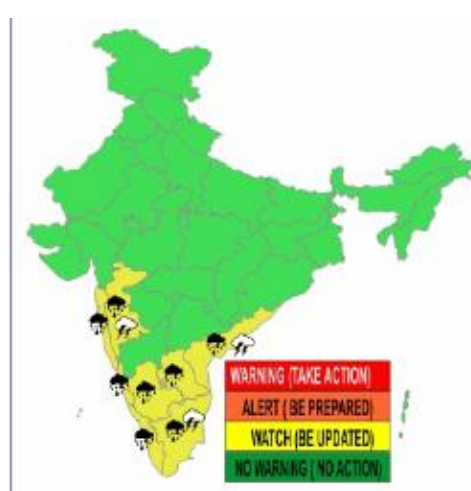 WARNING (TAKE ACTION)
ALERT ( BE PREPARED)
WATCH (BE UPDATED)
NO WARNING ( NO ACTION)